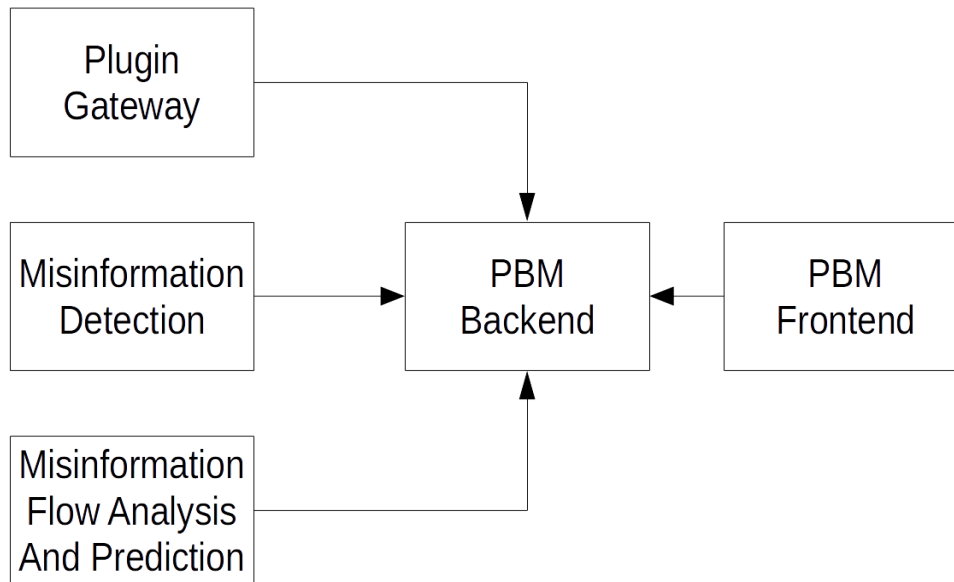 Plugin
Gateway
Misinformation
Detection
PBM
Backend
PBM
Frontend
Misinformation
Flow Analysis
And Prediction